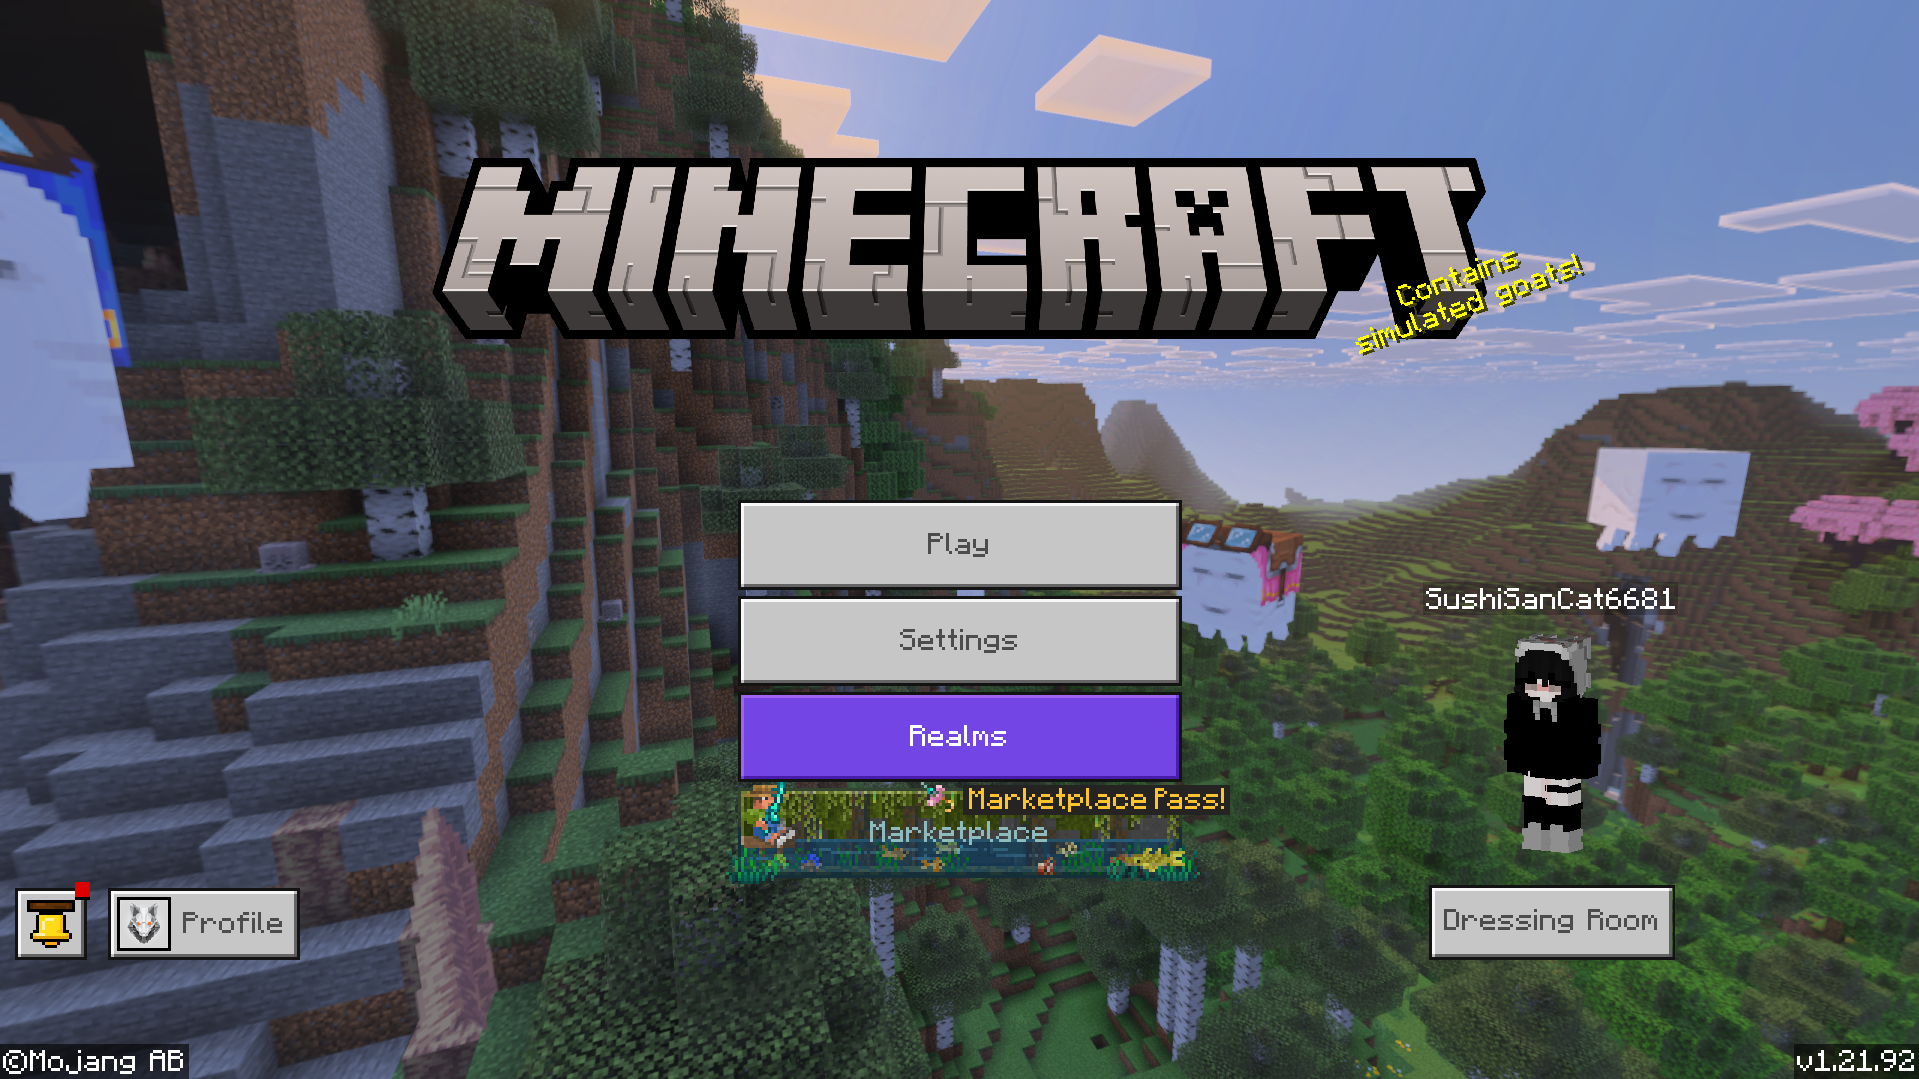 MINECRAFT
Contains
simulated goats!
Play
Settings
SushiSanCat6681
Realms
Marketplace Pass!
Marketplace
Profile
Dressing Room
©Mojang AB
v1.21.92